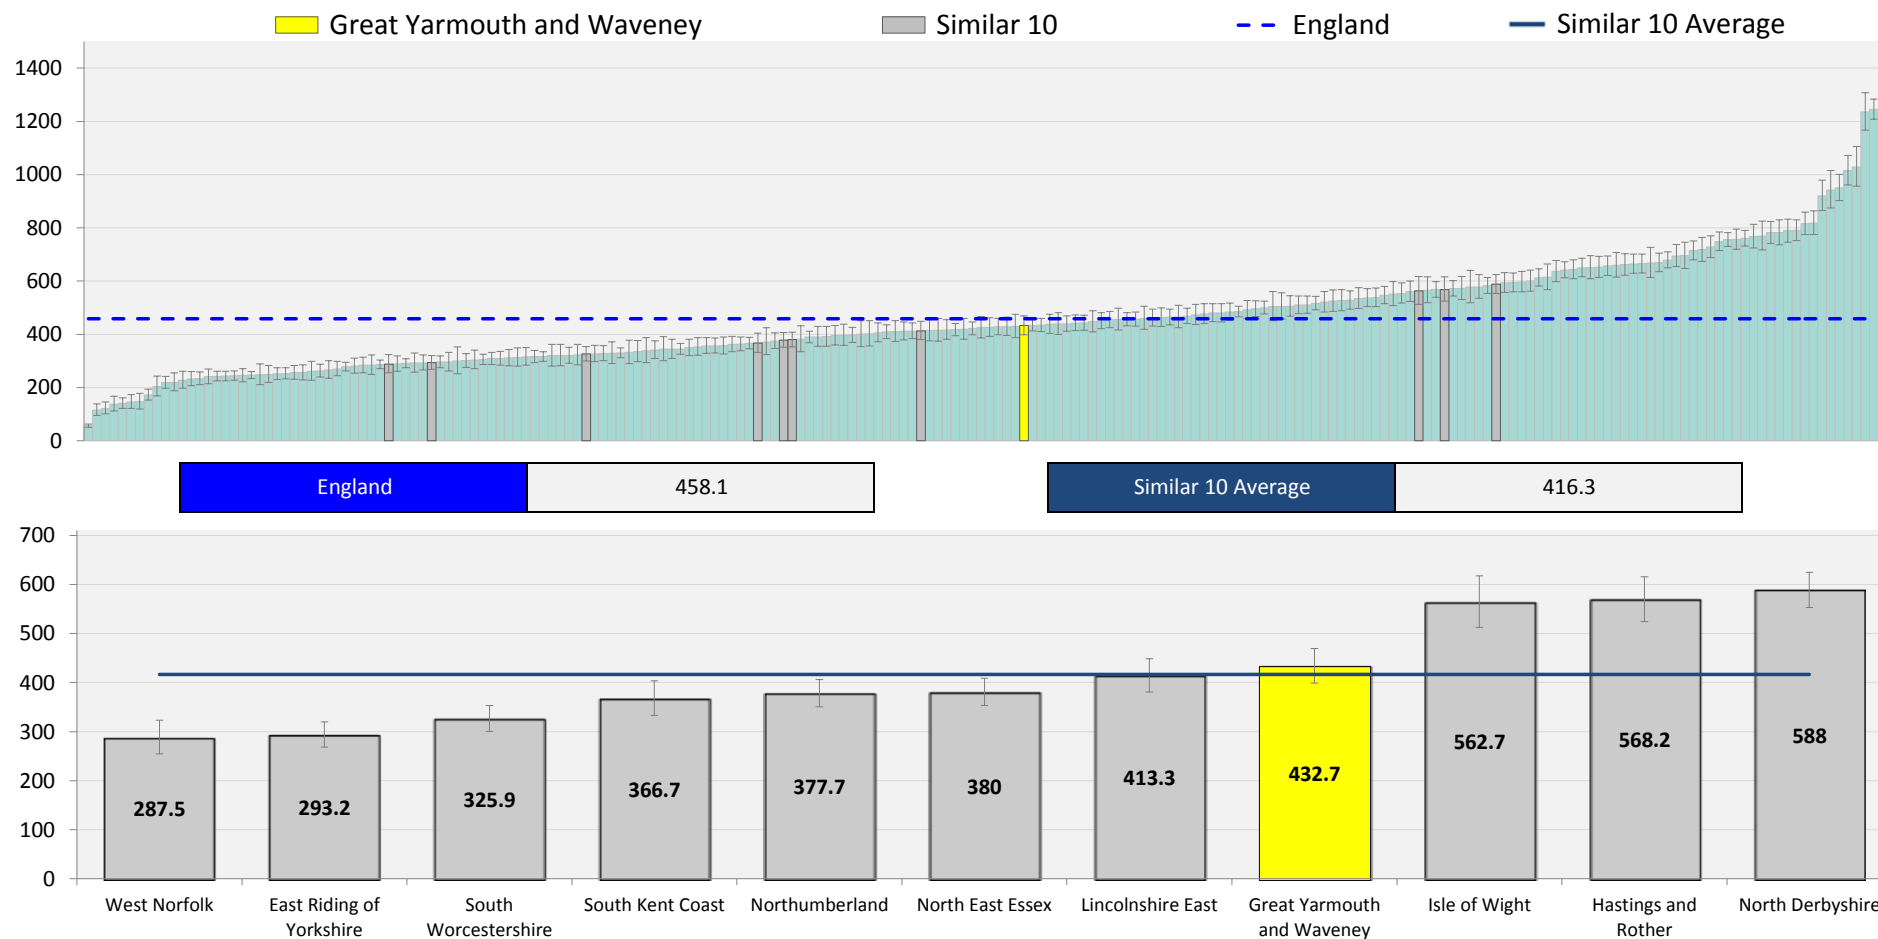 Great Yarmouth and Waveney
Similar 10
England
Similar 10 Average
1400
1200
1000
800
600
400
200
0
England
458.1
Similar 10 Average
416.3
700
600
500
400
300
200
100
0
287.5
293.2
325.9
366.7
377.7
380
413.3
432.7
562.7
568.2
588
West Norfolk
East Riding of
Yorkshire
South
Worcestershire
South Kent Coast
Northumberland
North East Essex
Lincolnshire East
Great Yarmouth
and Waveney
Isle of Wight
Hastings and
Rother
North Derbyshire